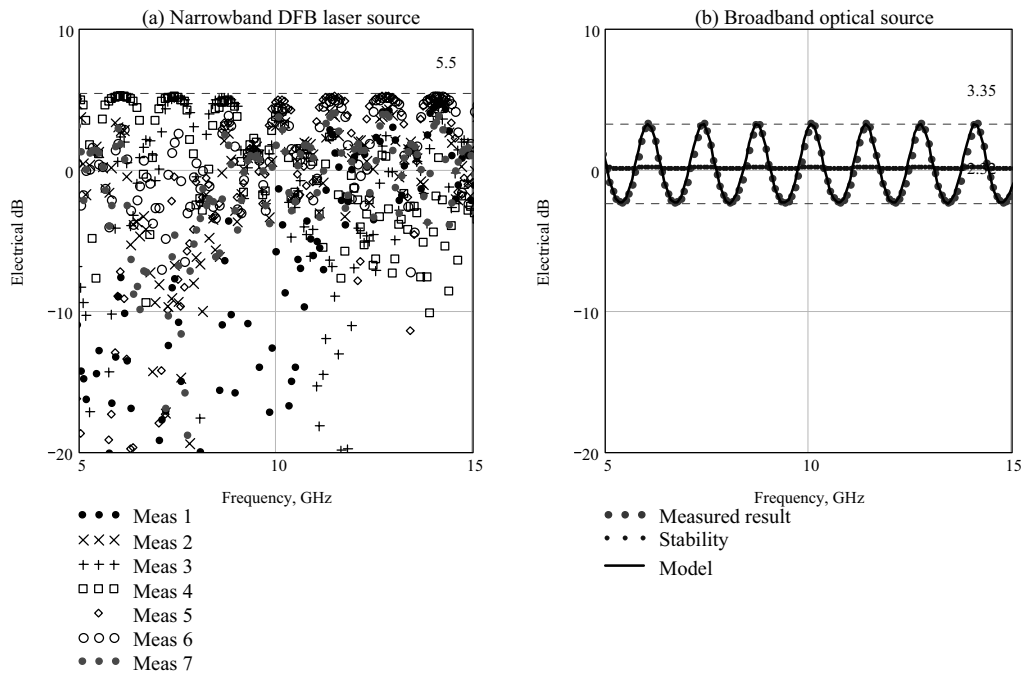 (a) Narrowband DFB laser source
10
5.5
0
−10
−20
5
10
15
Electrical dB
Frequency, GHz
Meas 1
Meas 2
Meas 3
Meas 4
Meas 5
Meas 6
Meas 7
(b) Broadband optical source
10
3.35
0
−10
−20
5
10
15
Electrical dB
Frequency, GHz
Measured result
Stability
Model